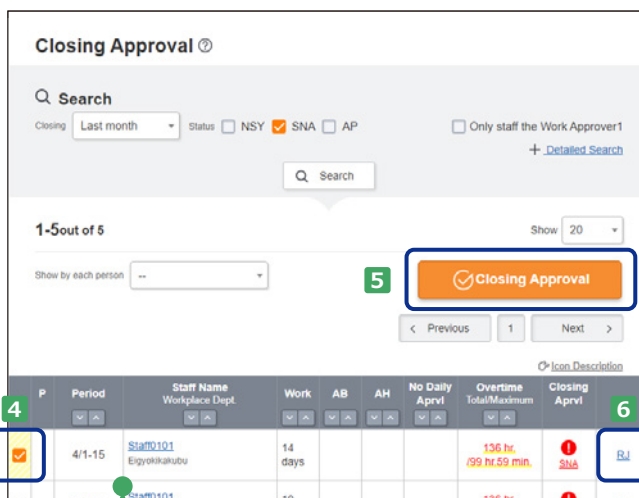 Closing Approval ?
Search
Closing Last month Status NSY SNA AP Only staff the Work Approver1
+ Detailed Search
Search
1-5out of 5 Show 20
Show by each person -- 5 Closing Approval
< Previous 1 Next >
Icon Description
P Period Staff Name Workplace Dept. Work AB AH No Daily Aprvl Overtime Total/Maximum Closing Aprvl
4 6
4/1-15 Staff0101 Eigyokikakubu 14 days 136 hr. /99 hr.59 min. ! SNA RJ
Staff0101